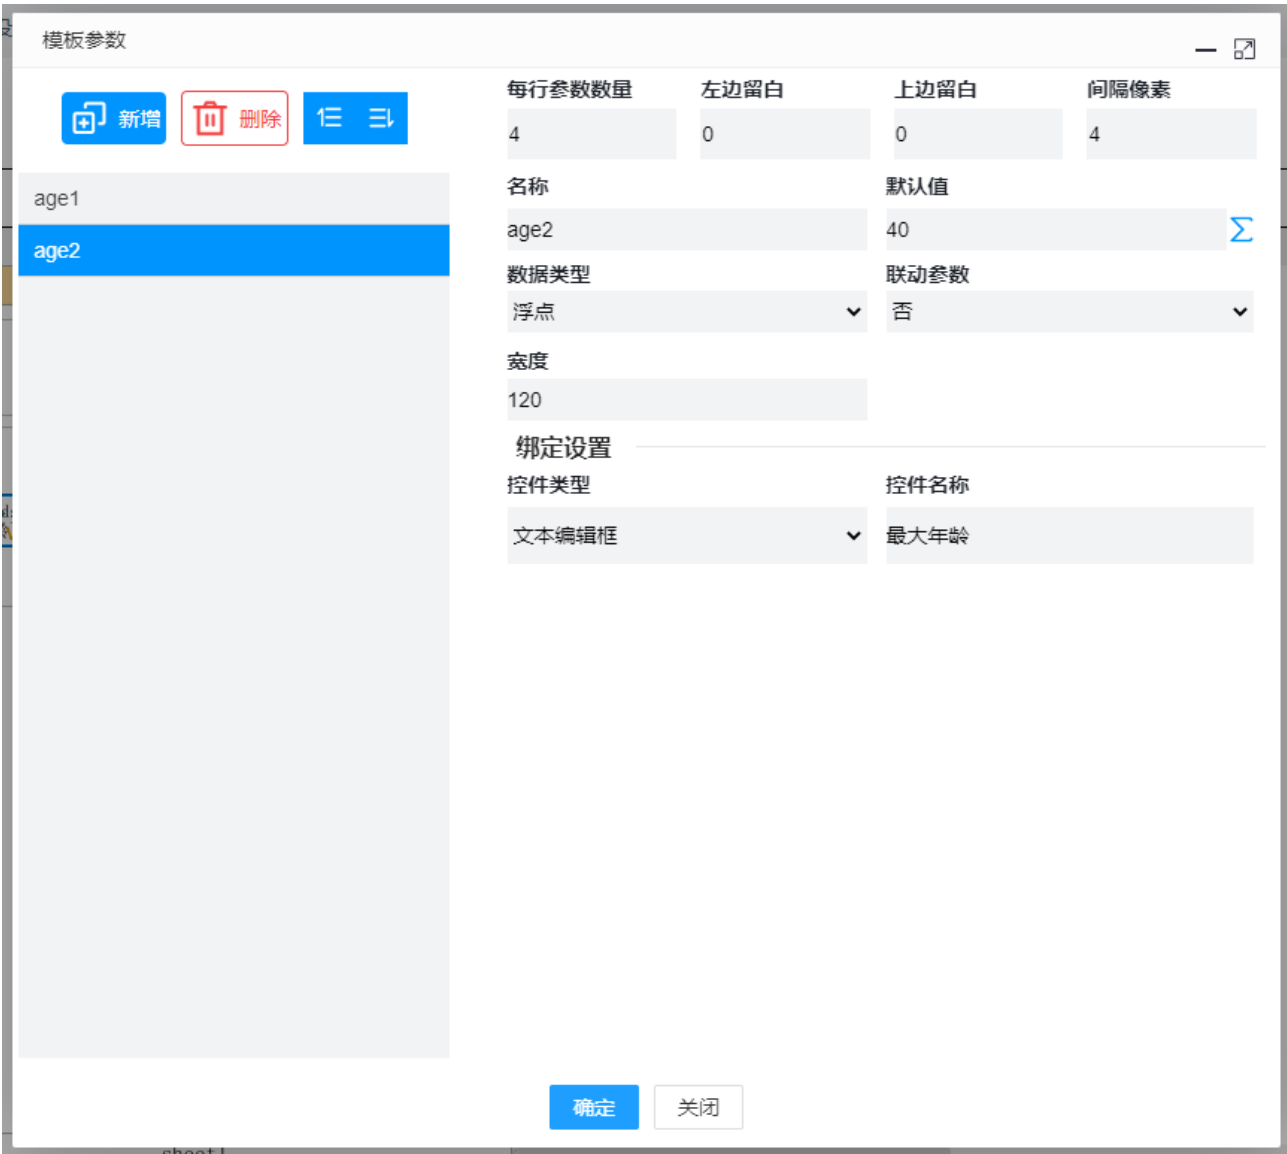 模板参数
新增 删除
每行参数数量 左边留白 上边留白 间隔像素
4 0 0 4
age1
age2
名称 默认值
age2 40
数据类型 联动参数
浮点 否
宽度
120
绑定设置
控件类型 控件名称
文本编辑框 最大年龄
确定 关闭